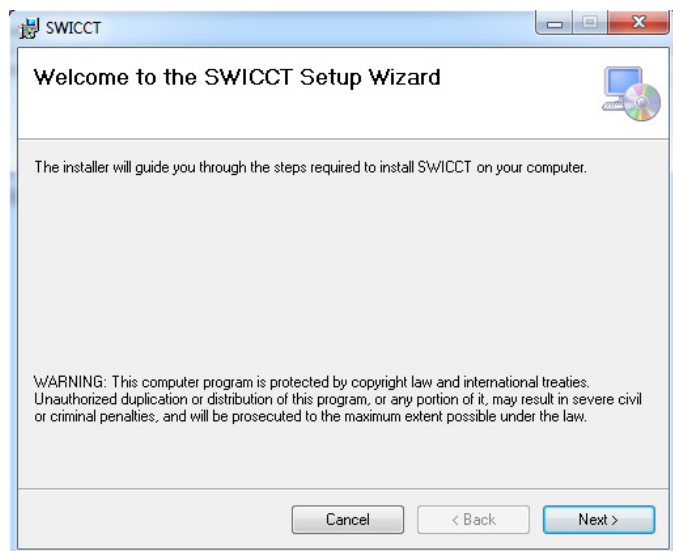 SWICCT
Welcome to the SWICCT Setup Wizard
The installer will guide you through the steps required to install SWICCT on your computer.
WARNING: This computer program is protected by copyright law and international treaties.
Unauthorized duplication or distribution of this program, or any portion of it, may result in severe civil
or criminal penalties, and will be prosecuted to the maximum extent possible under the law.
Cancel
< Back
Next >